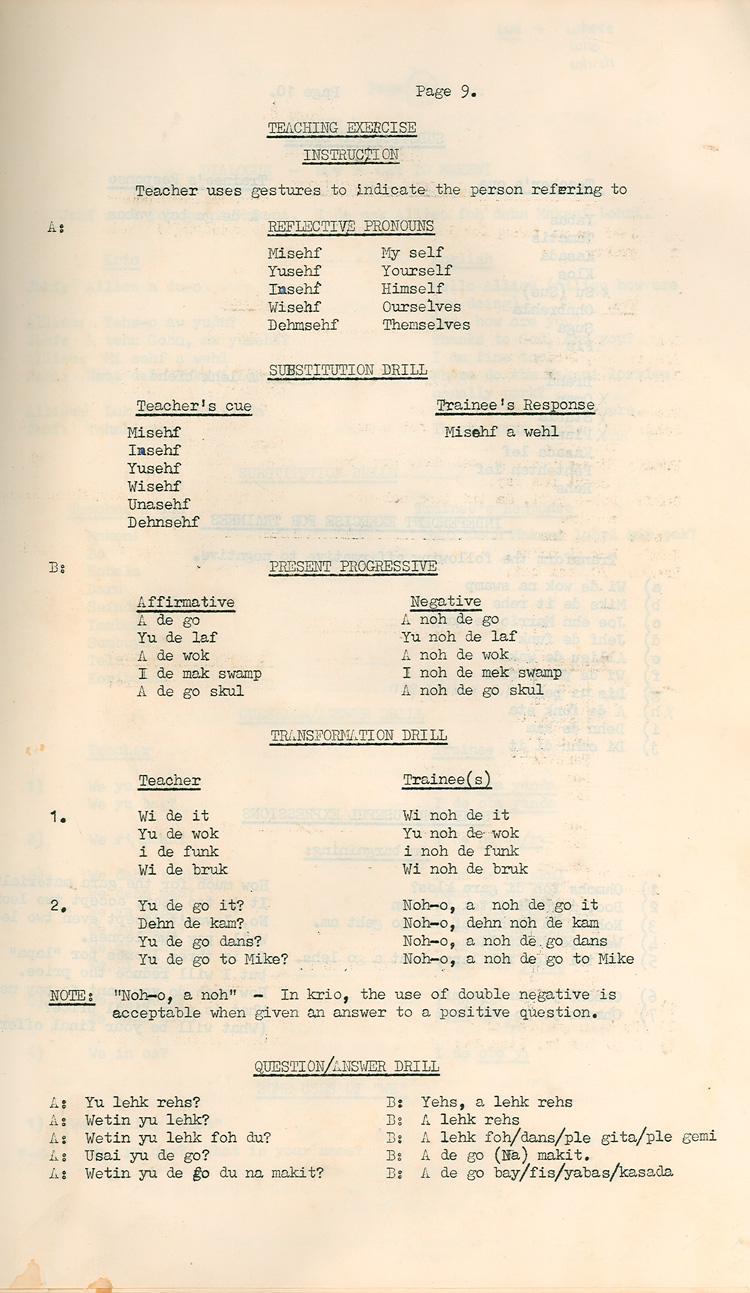 Page 9.
TEACHING EXERCISE
INSTRUCTION
Teacher uses gestures to indicate the person refering to
A: REFLECTIVE PRONOUNS
Misehf My self
Yusehf Yourself
Insehf Himself
Wisehf Ourselves
Dehmsehf Themselves
SUBSTITUTION DRILL
Teacher's cue Trainee's Response
Misehf Misehf a wehl
Insehf
Yusehf
Wisehf
Unasehf
Dehnsehf
B: PRESENT PROGRESSIVE
Affirmative Negative
A de go A noh de go
Yu de laf Yu noh de laf
A de wok A noh de wok
I de mak swamp I noh de mek swamp
A de go skul A noh de go skul
TRANSFORMATION DRILL
Teacher Trainee(s)
1. Wi de it Wi noh de it
Yu de wok Yu noh de wok
i de funk i noh de funk
Wi de bruk Wi noh de bruk
2. Yu de go it? Noh-o, a noh de go it
Dehn de kam? Noh-o, dehn noh de kam
Yu de go dans? Noh-o, a noh de go dans
Yu de go to Mike? Noh-o, a noh de go to Mike
NOTE: "Noh-o, a noh" - In krio, the use of double negative is
acceptable when given an answer to a positive question.
QUESTION/ANSWER DRILL
A: Yu lehk rehs? B: Yehs, a lehk rehs
A: Wetin yu lehk? B: A lehk rehs
A: Wetin yu lehk foh du? B: A lehk foh/dans/ple gita/ple gemi
A: Usai yu de go? B: A de go (Na) makit.
A: Wetin yu de go du na makit? B: A de go bay/fis/yabas/kasada